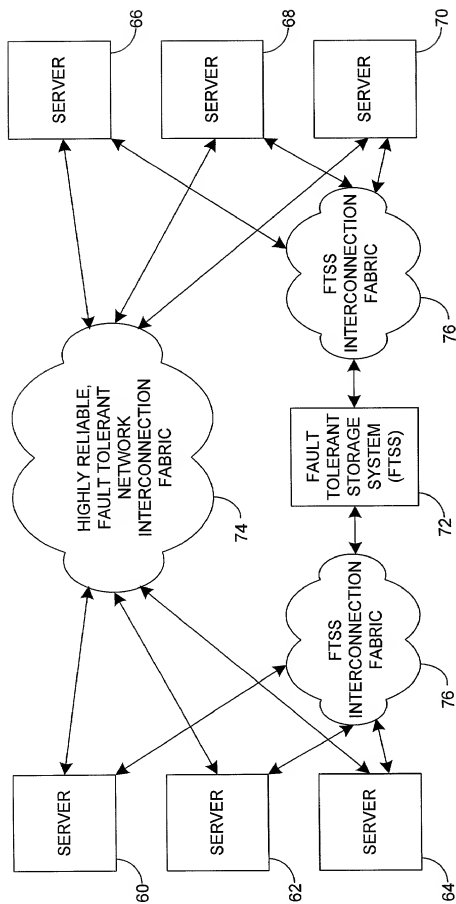 SERVER
60
SERVER
62
SERVER
64
HIGHLY RELIABLE,
FAULT TOLERANT
NETWORK
INTERCONNECTION
FABRIC
74
FTSS
INTERCONNECTION
FABRIC
76
FAULT
TOLERANT
STORAGE
SYSTEM
(FTSS)
72
FTSS
INTERCONNECTION
FABRIC
76
SERVER
66
SERVER
68
SERVER
70